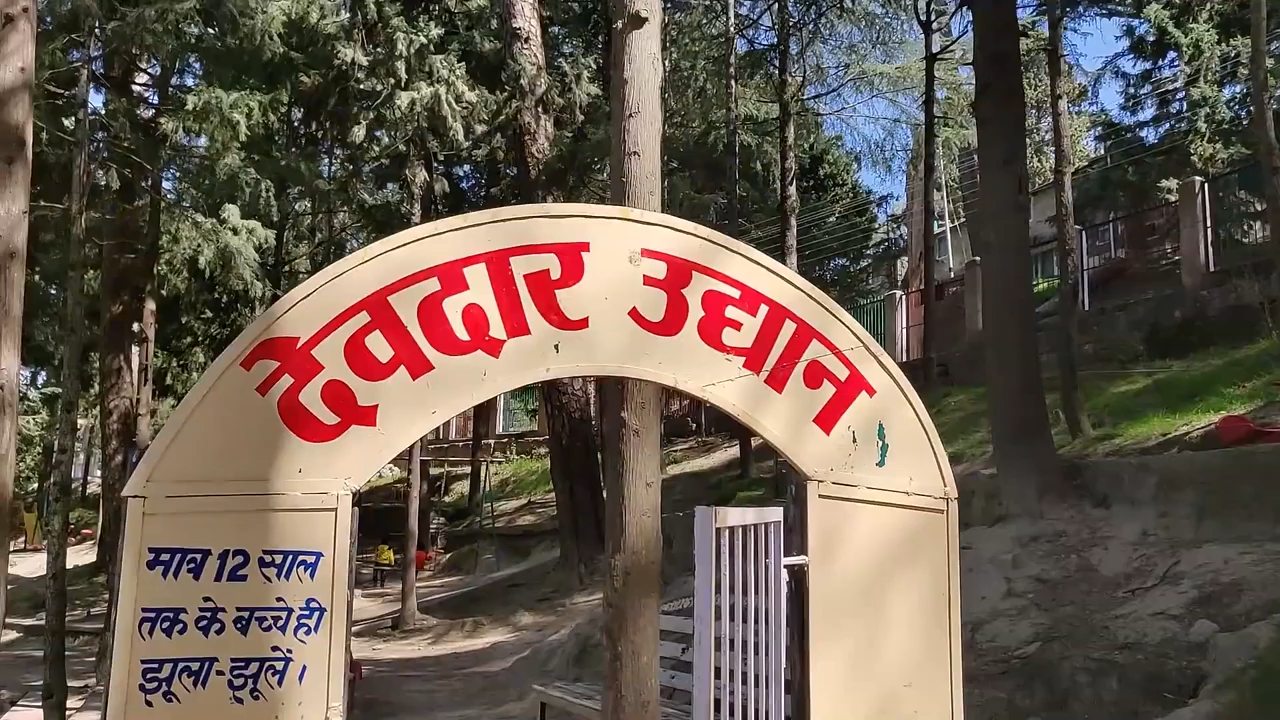 देवदार उद्यान
मात्र 12 साल
तक के बच्चे ही
झूला-झूलें।